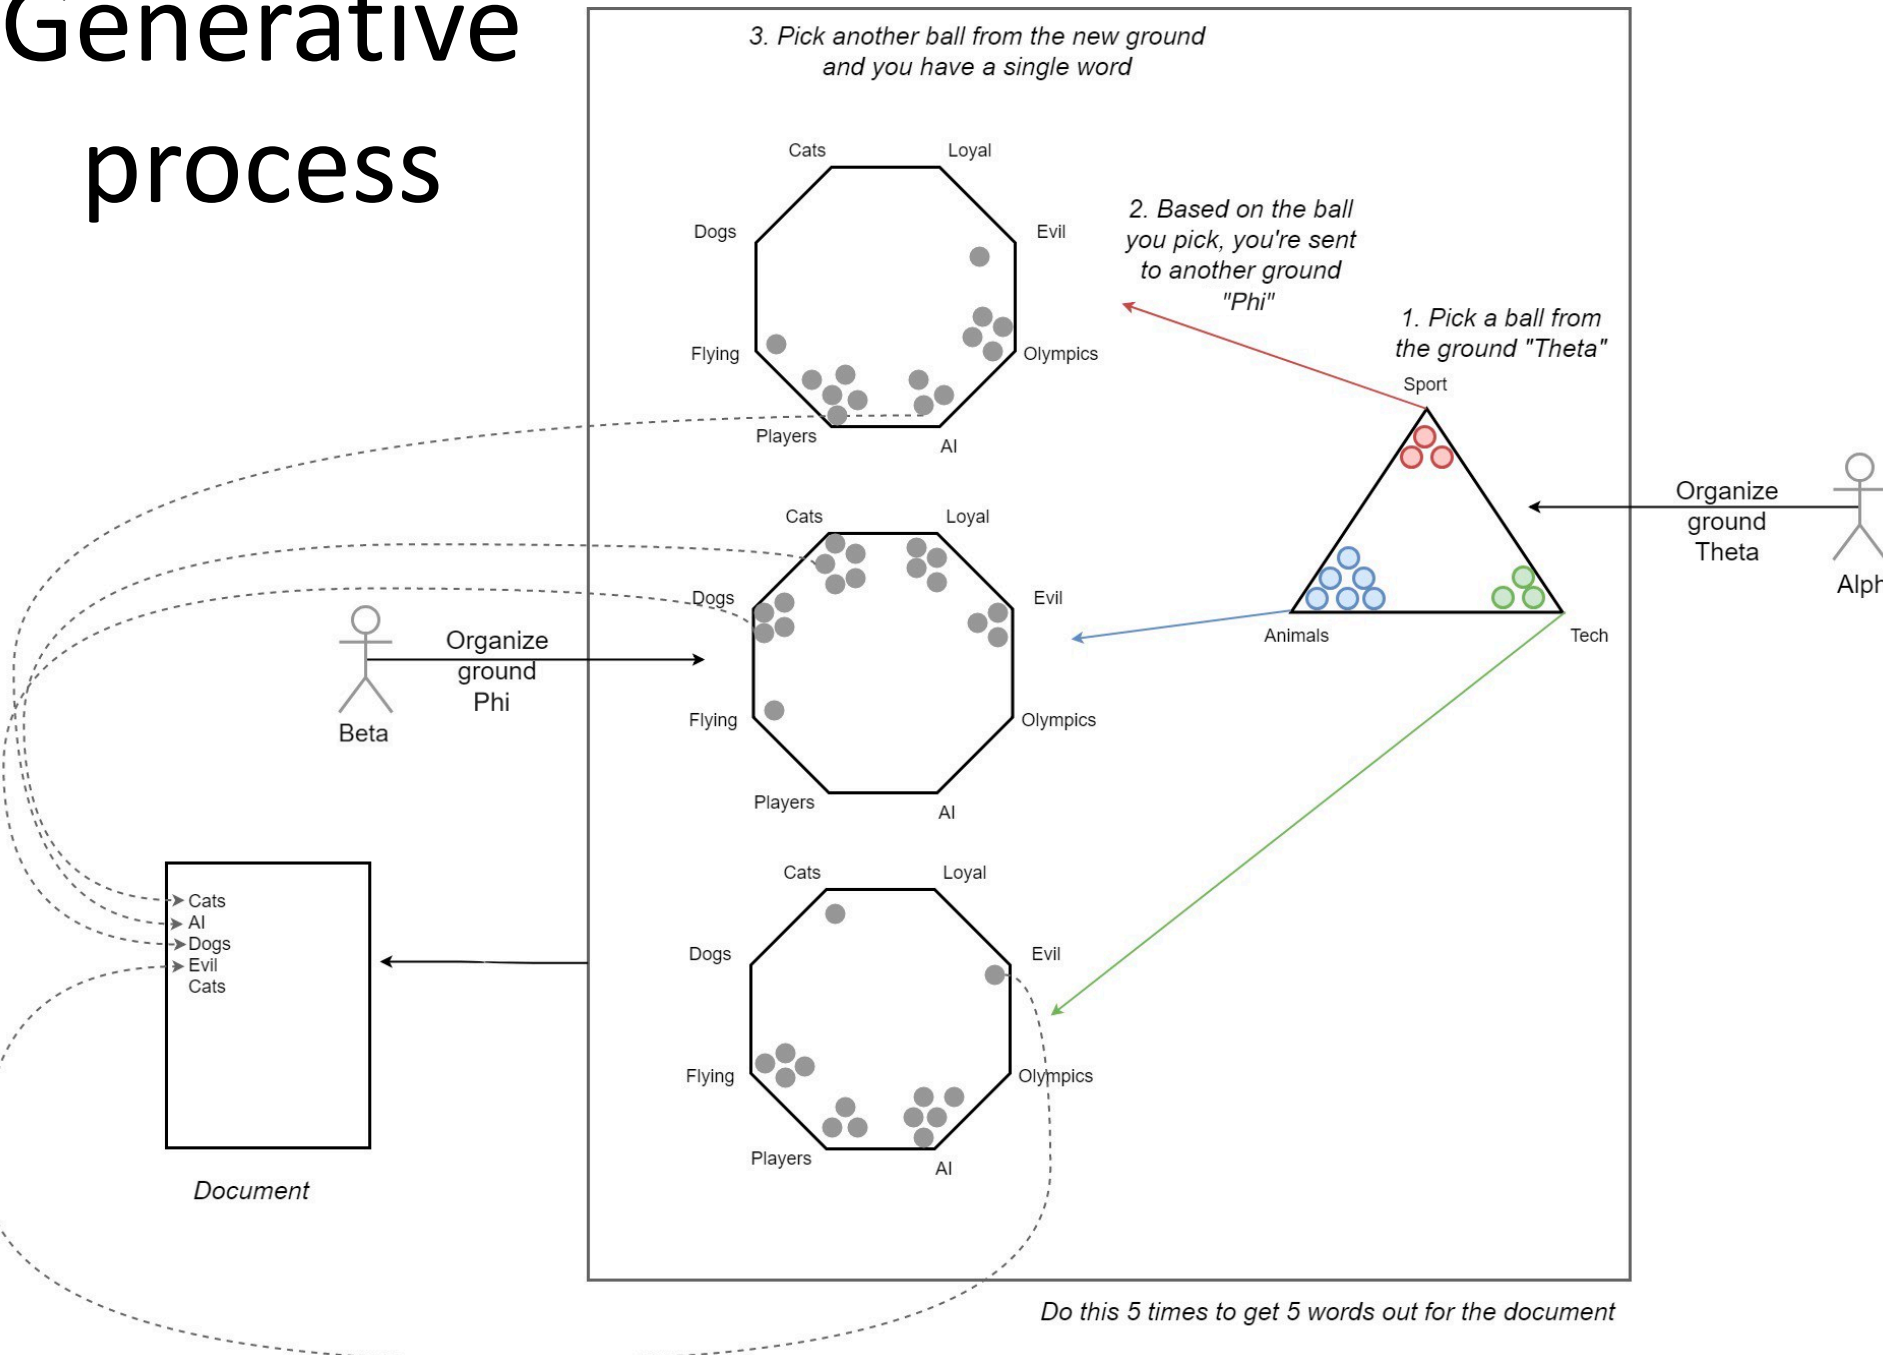 Generative
process
3. Pick another ball from the new ground
and you have a single word
Cats
Loyal
Dogs
Evil
Flying
Olympics
Players
AI
2. Based on the ball
you pick, you're sent
to another ground
"Phi"
1. Pick a ball from
the ground "Theta"
Sport
Animals
Tech
Organize
ground
Theta
Alph
Cats
Loyal
Dogs
Evil
Flying
Olympics
Players
AI
Organize
ground
Phi
Beta
Cats
Loyal
Dogs
Evil
Flying
Olympics
Players
AI
Cats
AI
Dogs
Evil
Cats
Document
Do this 5 times to get 5 words out for the document